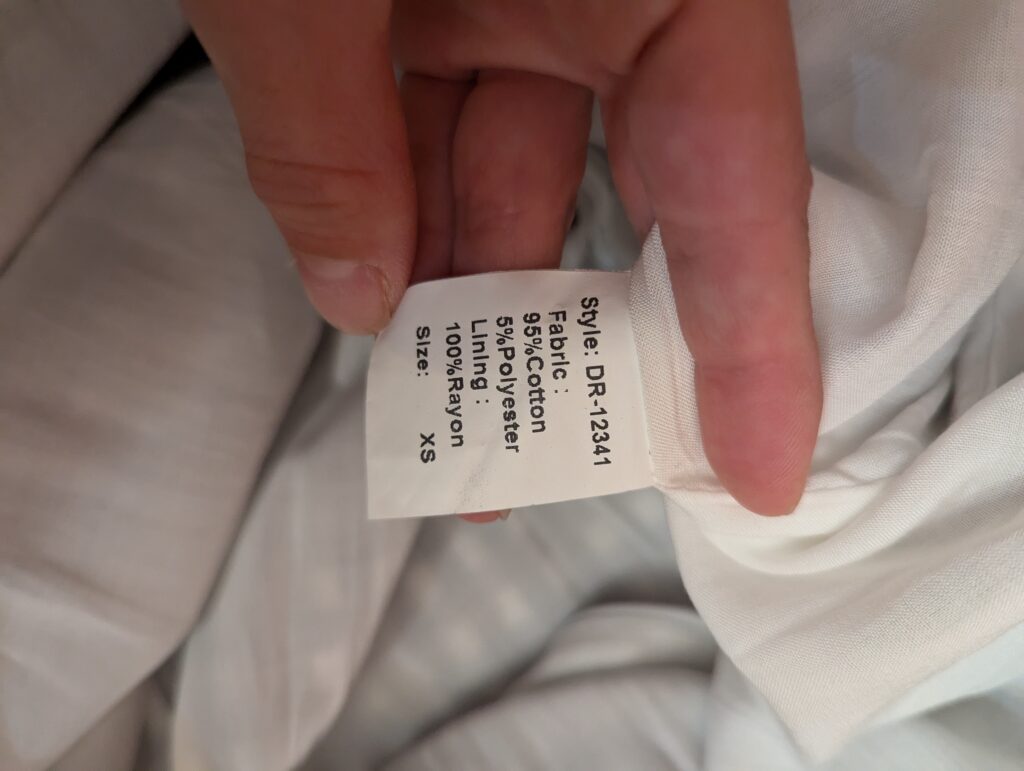 Style: DR-12341
Fabric :
95%Cotton
5%Polyester
Lining :
100%Rayon
Size: XS